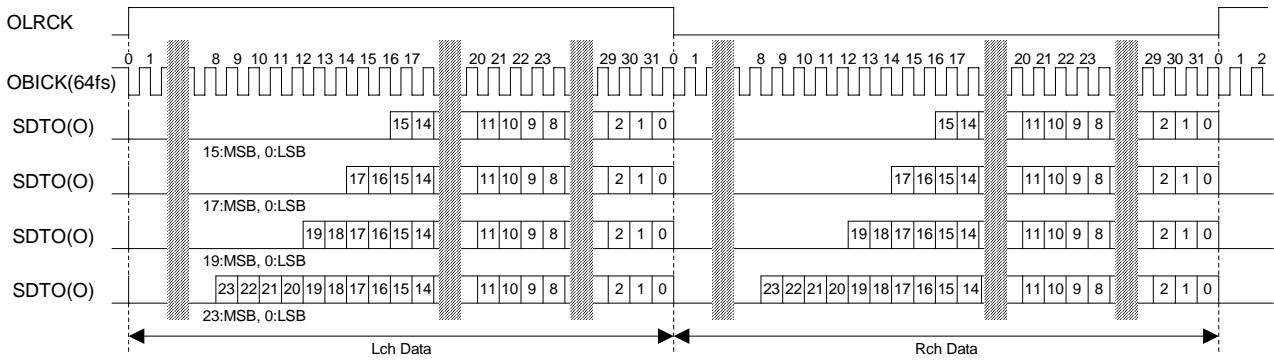 OLRCK
0 1 8 9 10 11 12 13 14 15 16 17 20 21 22 23 29 30 31 0 1 8 9 10 11 12 13 14 15 16 17 20 21 22 23 29 30 31 0 1 2
OBICK(64fs)
SDTO(O) 15 14 11 10 9 8 2 1 0 15 14 11 10 9 8 2 1 0
15:MSB, 0:LSB
SDTO(O) 17 16 15 14 11 10 9 8 2 1 0 17 16 15 14 11 10 9 8 2 1 0
17:MSB, 0:LSB
SDTO(O) 19 18 17 16 15 14 11 10 9 8 2 1 0 19 18 17 16 15 14 11 10 9 8 2 1 0
19:MSB, 0:LSB
SDTO(O) 23 22 21 20 19 18 17 16 15 14 11 10 9 8 2 1 0 23 22 21 20 19 18 17 16 15 14 11 10 9 8 2 1 0
23:MSB, 0:LSB
Lch Data Rch Data